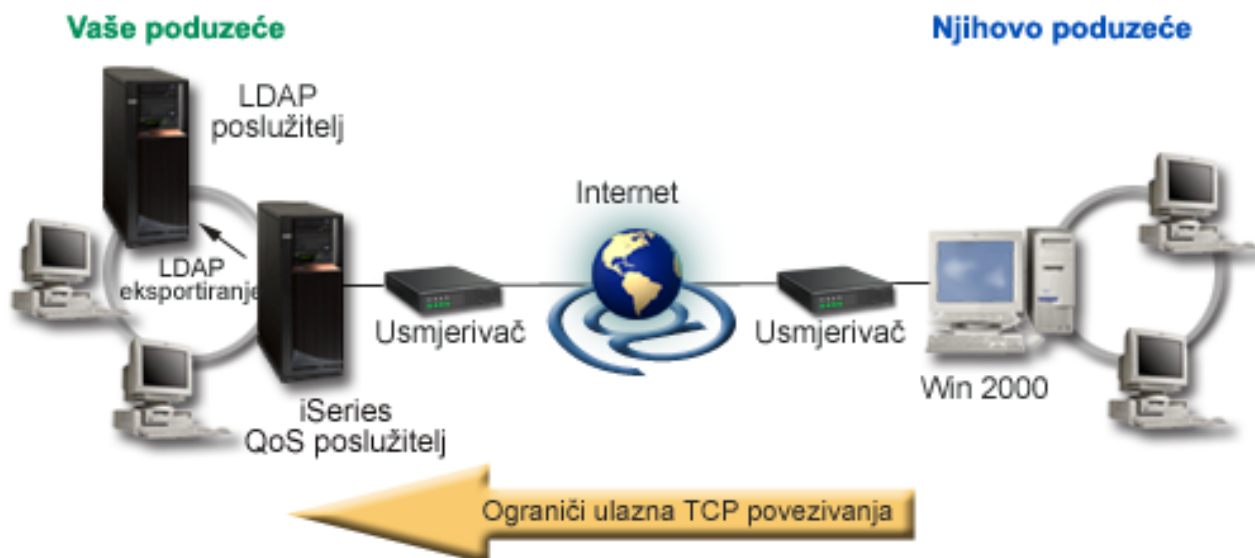 Vaše poduzeće
Njihovo poduzeće
LDAP
poslužitelj
Internet
LDAP
eksportiranje
Usmjerivač
Usmjerivač
Win 2000
iSeries
QoS poslužitelj
Ograniči ulazna TCP povezivanja